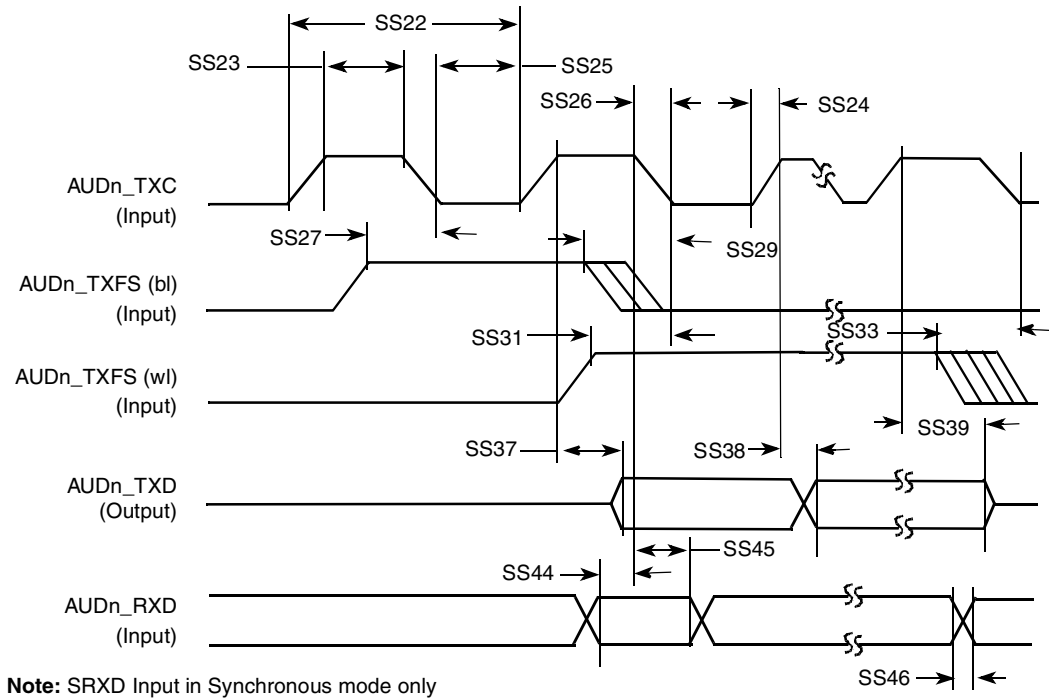 SS22
SS23
SS25
SS26
SS24
AUDn_TXC
(Input)
SS27
SS29
AUDn_TXFS (bl)
(Input)
SS31
SS33
AUDn_TXFS (wl)
(Input)
SS39
SS37
SS38
AUDn_TXD
(Output)
SS45
SS44
AUDn_RXD
(Input)
SS46
Note: SRXD Input in Synchronous mode only